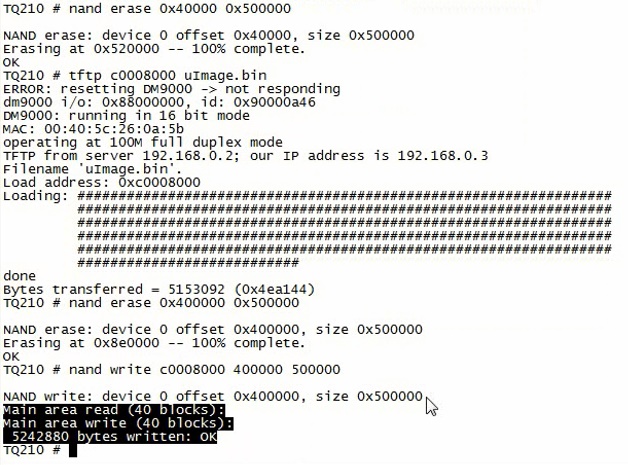 TQ210 # nand erase 0x40000 0x500000
NAND erase: device 0 offset 0x40000, size 0x500000
Erasing at 0x520000 -- 100% complete.
OK
TQ210 # tftp c0008000 uImage.bin
ERROR: resetting DM9000 -> not responding
dm9000 i/o: 0x88000000, id: 0x90000a46
DM9000: running in 16 bit mode
MAC: 00:40:5c:26:0a:5b
operating at 100M full duplex mode
TFTP from server 192.168.0.2; our IP address is 192.168.0.3
Filename 'uImage.bin'.
Load address: 0xc0008000
Loading: #################################################################
#################################################################
#################################################################
#################################################################
#################################################################
###########################
done
Bytes transferred = 5153092 (0x4ea144)
TQ210 # nand erase 0x400000 0x500000
NAND erase: device 0 offset 0x400000, size 0x500000
Erasing at 0x8e0000 -- 100% complete.
OK
TQ210 # nand write c0008000 400000 500000
NAND write: device 0 offset 0x400000, size 0x500000
Main area read (40 blocks):
Main area write (40 blocks):
5242880 bytes written: OK
TQ210 #